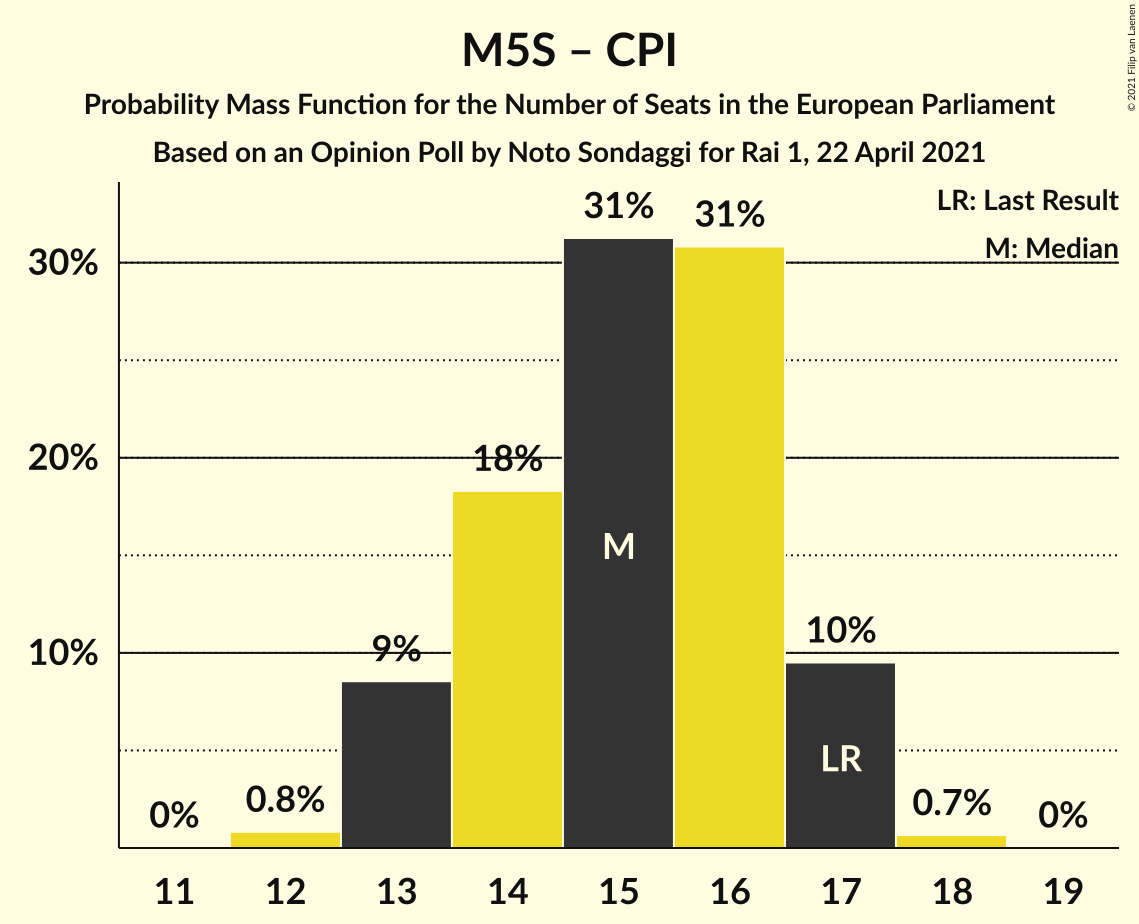 M5S – CPI
Probability Mass Function for the Number of Seats in the European Parliament
Based on an Opinion Poll by Noto Sondaggi for Rai 1, 22 April 2021
© 2021 Filip van Laenen
LR: Last Result
M: Median
30%
20%
10%
0%
0.8%
9%
18%
31%
31%
10%
0.7%
0%
M
LR
11 12 13 14 15 16 17 18 19